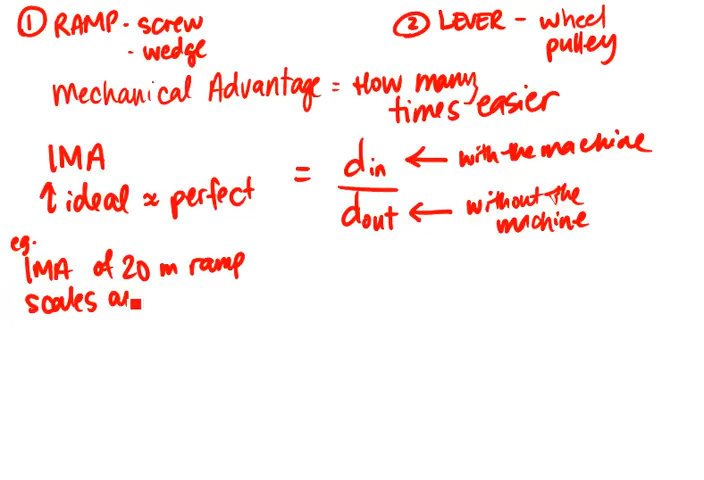 ① RAMP - screw
- wedge
② LEVER - wheel
pulley
Mechanical Advantage = How many
times easier
IMA
↑ ideal ≈ perfect
= din ← with the machine
dout ← without the
machine
eg.
IMA of 20 m ramp
scales